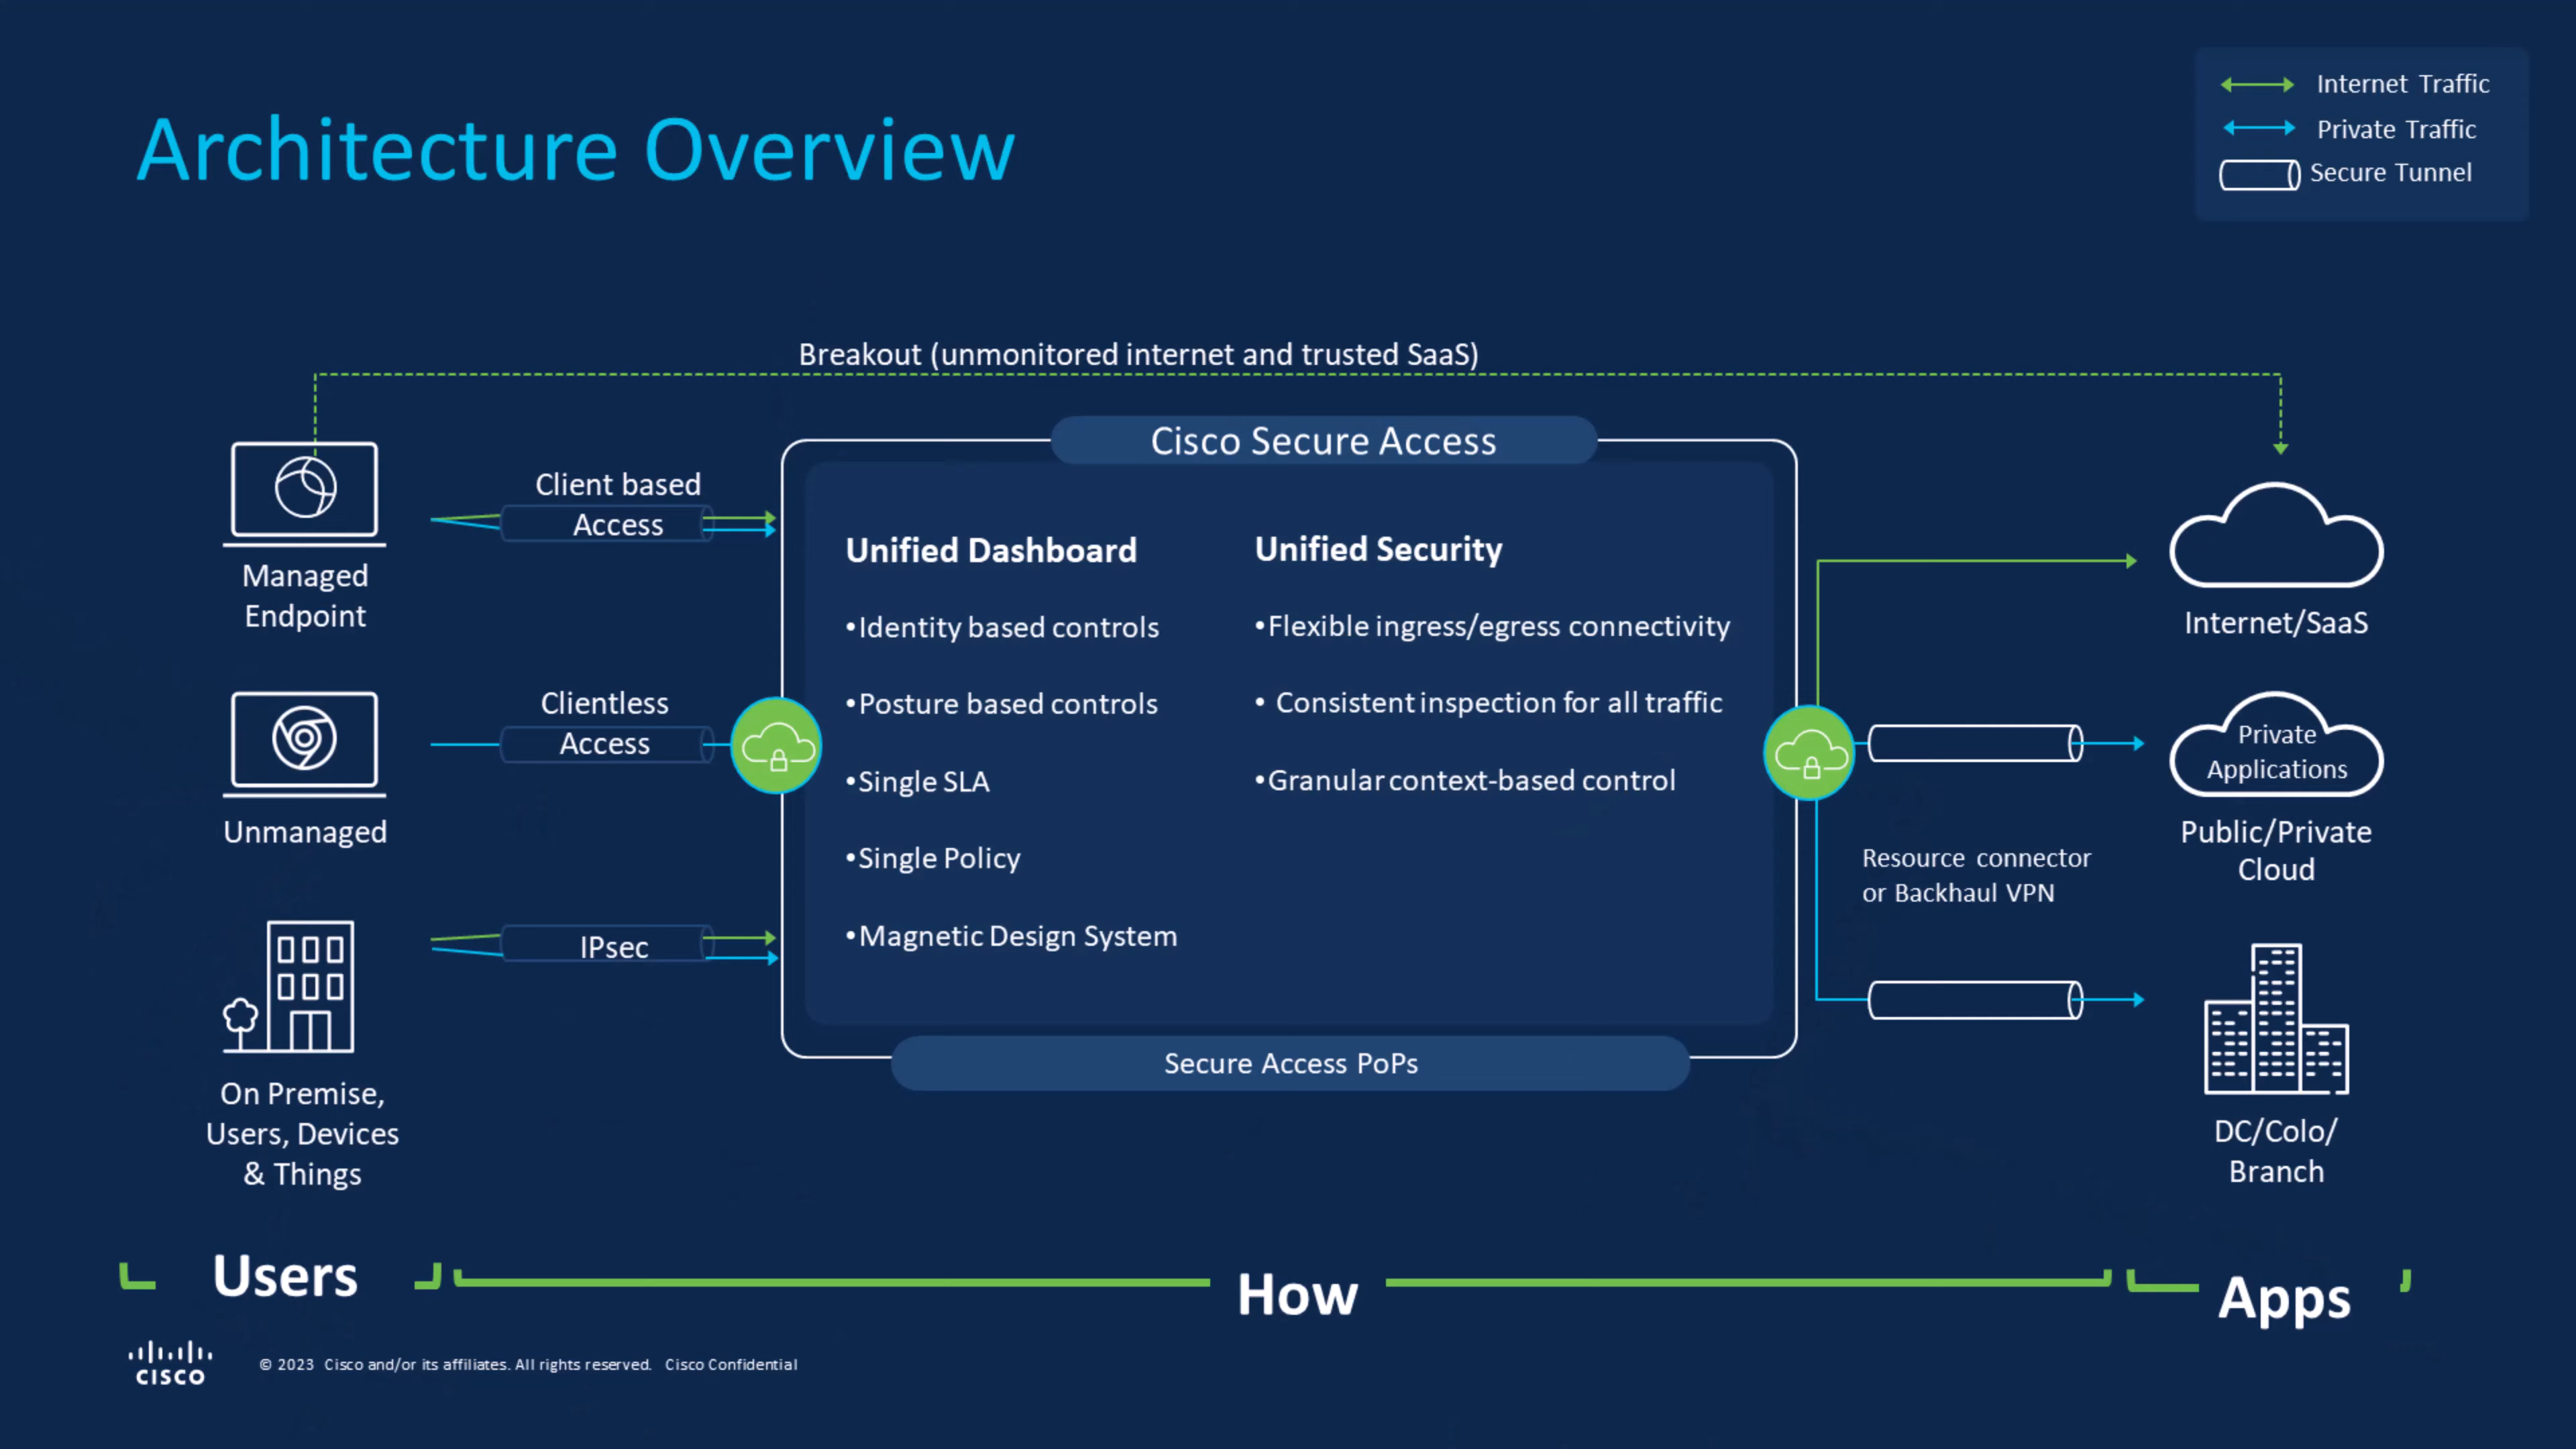 Architecture Overview
Internet Traffic
Private Traffic
Secure Tunnel
Breakout (unmonitored internet and trusted SaaS)
Managed
Endpoint
Unmanaged
On Premise,
Users, Devices
& Things
Client based
Access
Clientless
Access
IPsec
Cisco Secure Access
Unified Dashboard
•Identity based controls
•Posture based controls
•Single SLA
•Single Policy
•Magnetic Design System
Unified Security
•Flexible ingress/egress connectivity
• Consistent inspection for all traffic
•Granular context-based control
Secure Access PoPs
Resource connector
or Backhaul VPN
Internet/SaaS
Private
Applications
Public/Private
Cloud
DC/Colo/
Branch
Users
How
Apps
CISCO
© 2023 Cisco and/or its affiliates. All rights reserved. Cisco Confidential